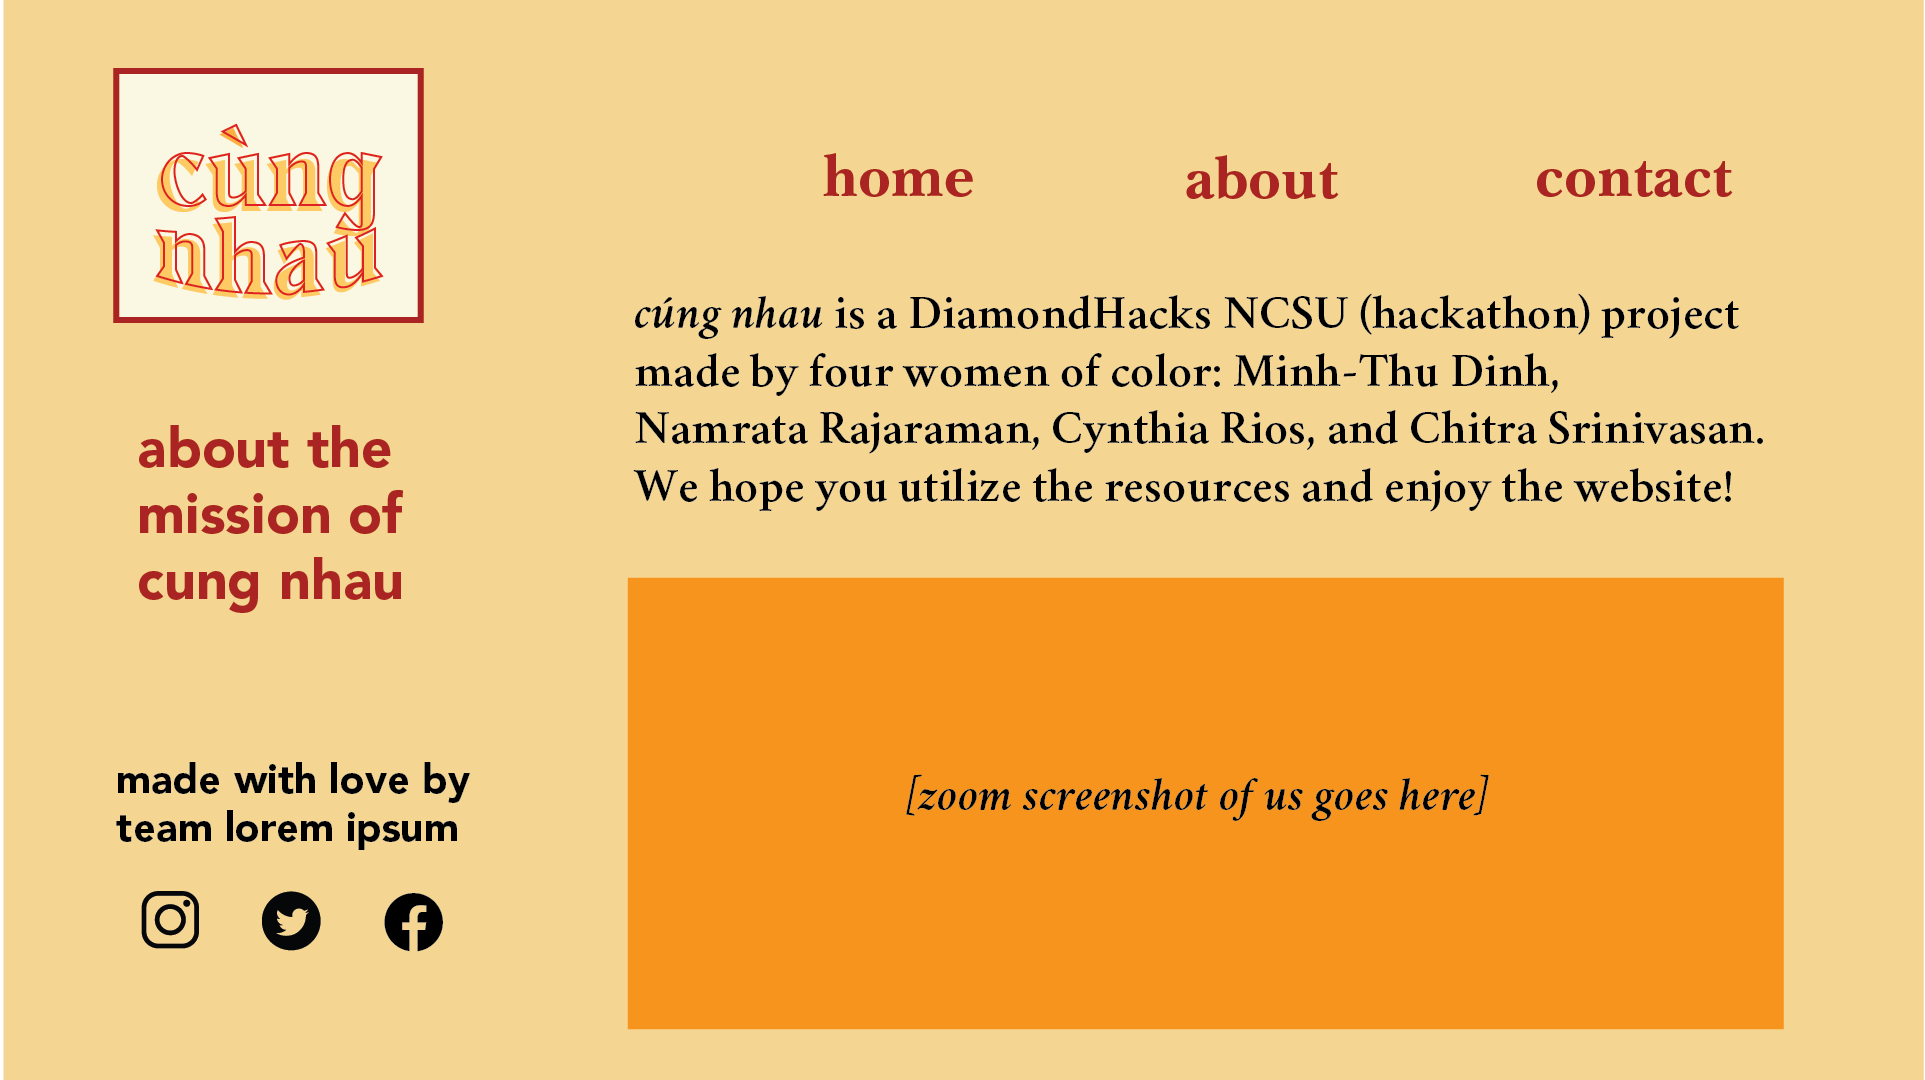 cùng
nhau
home about contact
cúng nhau is a DiamondHacks NCSU (hackathon) project
made by four women of color: Minh-Thu Dinh,
Namrata Rajaraman, Cynthia Rios, and Chitra Srinivasan.
We hope you utilize the resources and enjoy the website!
about the
mission of
cung nhau
[zoom screenshot of us goes here]
made with love by
team lorem ipsum